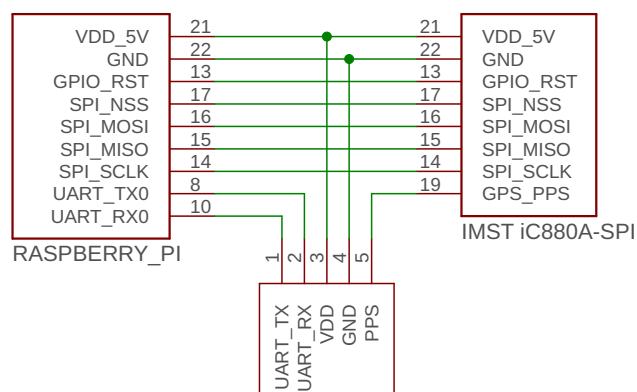 VDD_5V 21 21 VDD_5V
GND 22 22 GND
GPIO_RST 13 13 GPIO_RST
SPI_NSS 17 17 SPI_NSS
SPI_MOSI 16 16 SPI_MOSI
SPI_MISO 15 15 SPI_MISO
SPI_SCLK 14 14 SPI_SCLK
UART_TX0 8 19 GPS_PPS
UART_RX0 10
RASPBERRY_PI
IMST iC880A-SPI
1 2 3 4 5
UART_TX
UART_RX
VDD
GND
PPS